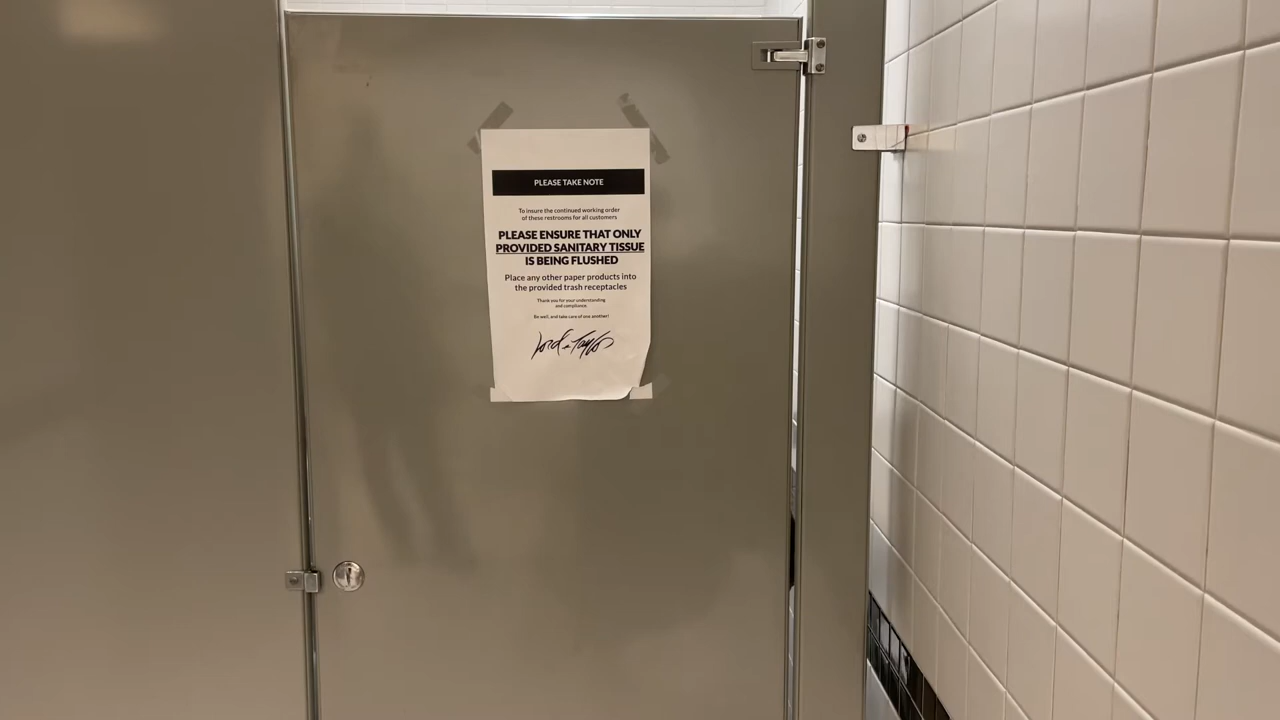 PLEASE TAKE NOTE
To insure the continued working order
of these restrooms for all customers
PLEASE ENSURE THAT ONLY
PROVIDED SANITARY TISSUE
IS BEING FLUSHED
Place any other paper products into
the provided trash receptacles
Thank you for your understanding
and compliance.
Be well, and take care of one another!
Lord & Taylor